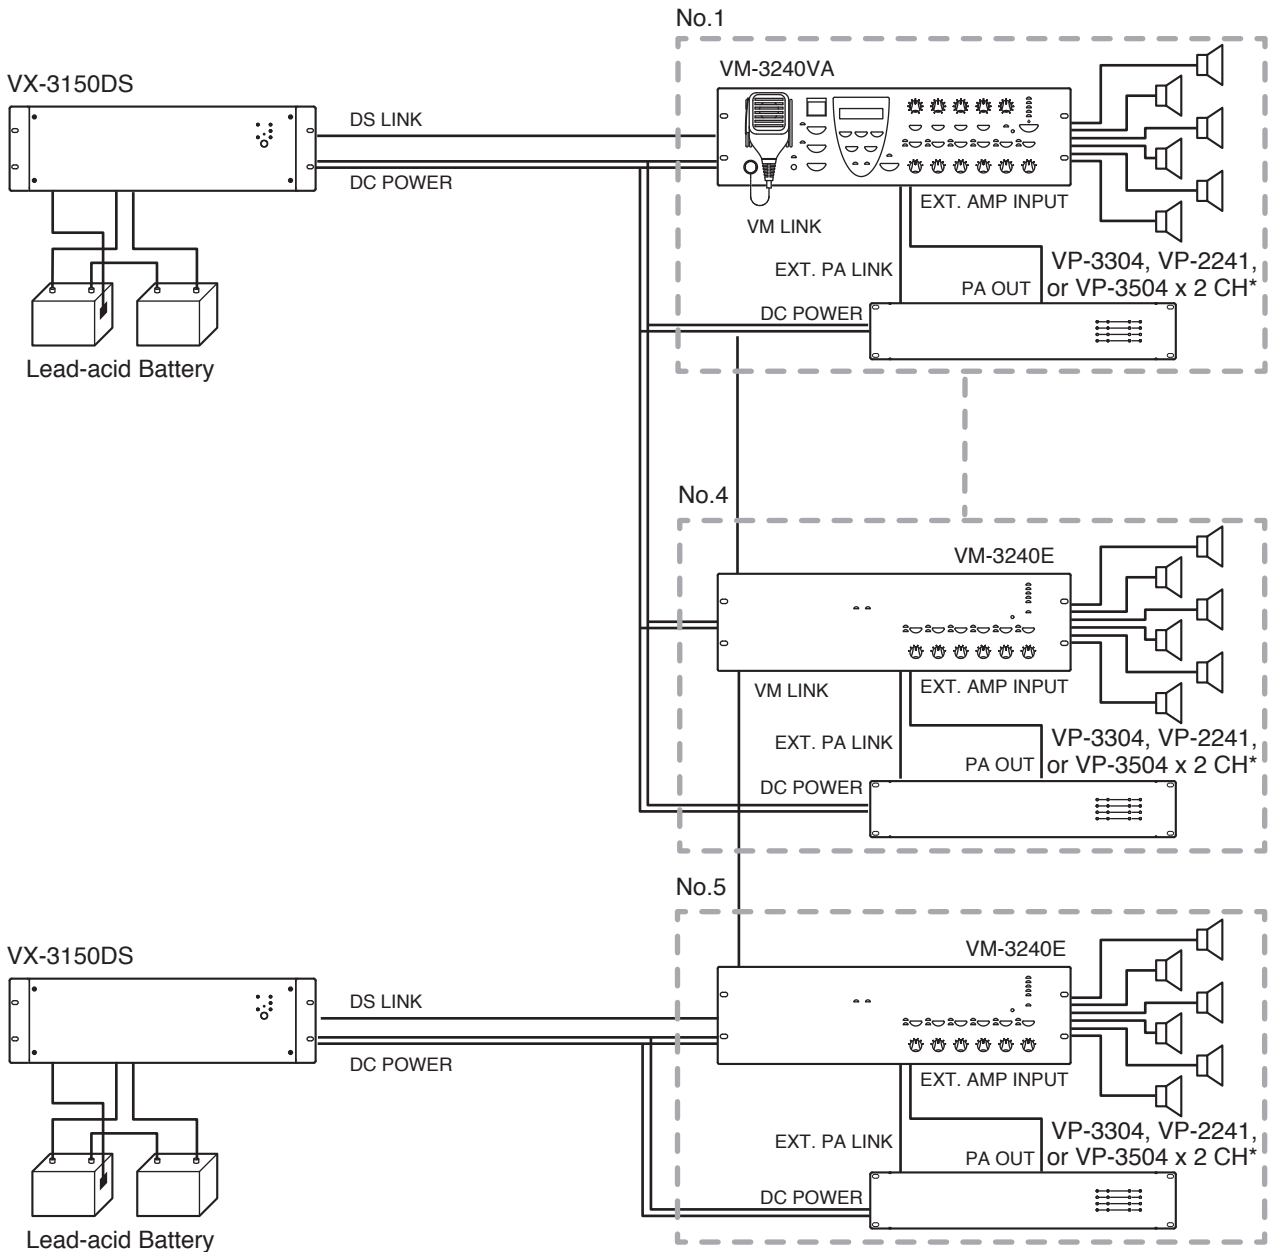 No.1
VX-3150DS
VM-3240VA
DS LINK
DC POWER
EXT. AMP INPUT
VM LINK
EXT. PA LINK
PA OUT
VP-3304, VP-2241,
or VP-3504 x 2 CH*
DC POWER
Lead-acid Battery
No.4
VM-3240E
VM LINK
EXT. AMP INPUT
EXT. PA LINK
PA OUT
VP-3304, VP-2241,
or VP-3504 x 2 CH*
DC POWER
No.5
VX-3150DS
VM-3240E
DS LINK
DC POWER
EXT. AMP INPUT
EXT. PA LINK
PA OUT
VP-3304, VP-2241,
or VP-3504 x 2 CH*
DC POWER
Lead-acid Battery